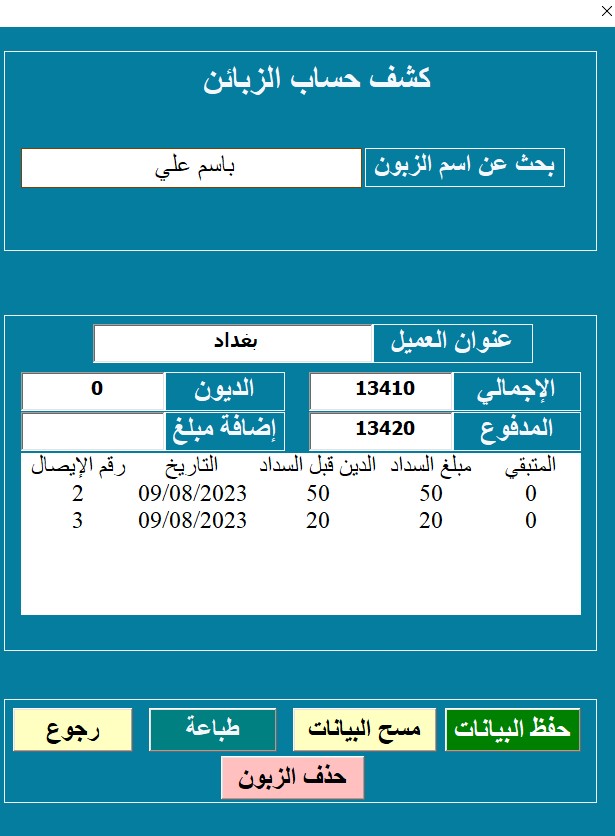 كشف حساب الزبائن
بحث عن اسم الزبون باسم علي
عنوان العميل بغداد
الإجمالي 13410 الديون 0
المدفوع 13420 إضافة مبلغ
المتبقي مبلغ السداد الدين قبل السداد التاريخ رقم الإيصال
0 50 50 09/08/2023 2
0 20 20 09/08/2023 3
حفظ البيانات مسح البيانات طباعة رجوع
حذف الزبون